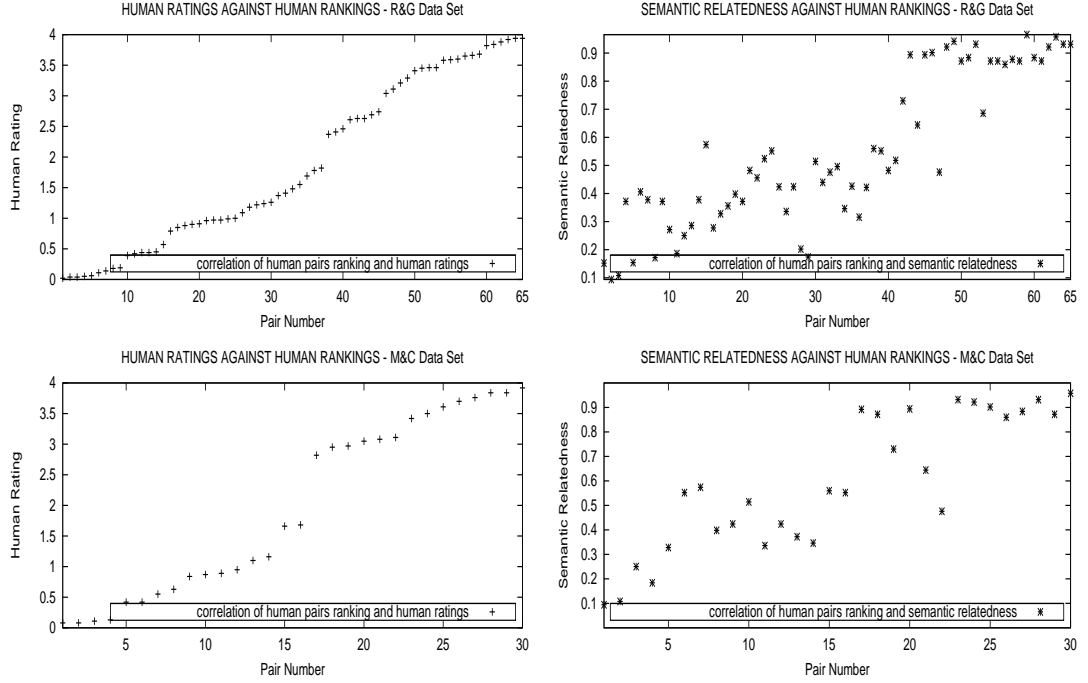 HUMAN RATINGS AGAINST HUMAN RANKINGS - R&G Data Set
4
3.5
3
2.5
2
1.5
1
0.5
0
Human Rating
correlation of human pairs ranking and human ratings
10 20 30 40 50 60 65
Pair Number
SEMANTIC RELATEDNESS AGAINST HUMAN RANKINGS - R&G Data Set
0.9
0.8
0.7
0.6
0.5
0.4
0.3
0.2
0.1
Semantic Relatedness
correlation of human pairs ranking and semantic relatedness
10 20 30 40 50 60 65
Pair Number
HUMAN RATINGS AGAINST HUMAN RANKINGS - M&C Data Set
4
3.5
3
2.5
2
1.5
1
0.5
0
Human Rating
correlation of human pairs ranking and human ratings
5 10 15 20 25 30
Pair Number
SEMANTIC RELATEDNESS AGAINST HUMAN RANKINGS - M&C Data Set
0.9
0.8
0.7
0.6
0.5
0.4
0.3
0.2
0.1
Semantic Relatedness
correlation of human pairs ranking and semantic relatedness
5 10 15 20 25 30
Pair Number